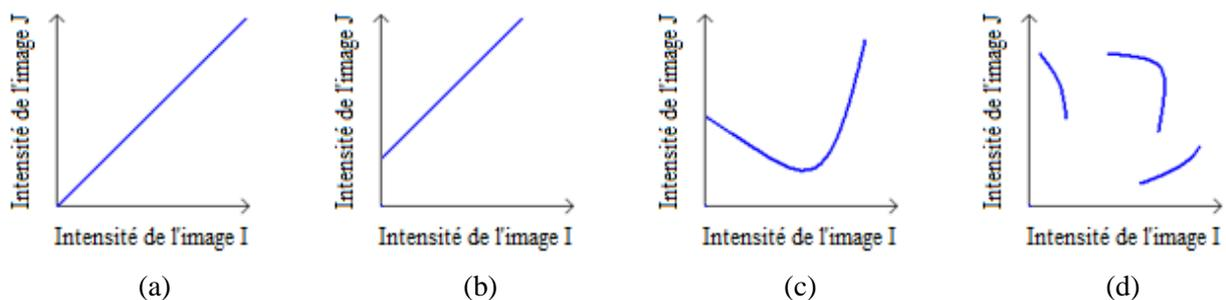 Intensité de l'image J
Intensité de l'image I
(a)
Intensité de l'image J
Intensité de l'image I
(b)
Intensité de l'image J
Intensité de l'image I
(c)
Intensité de l'image J
Intensité de l'image I
(d)